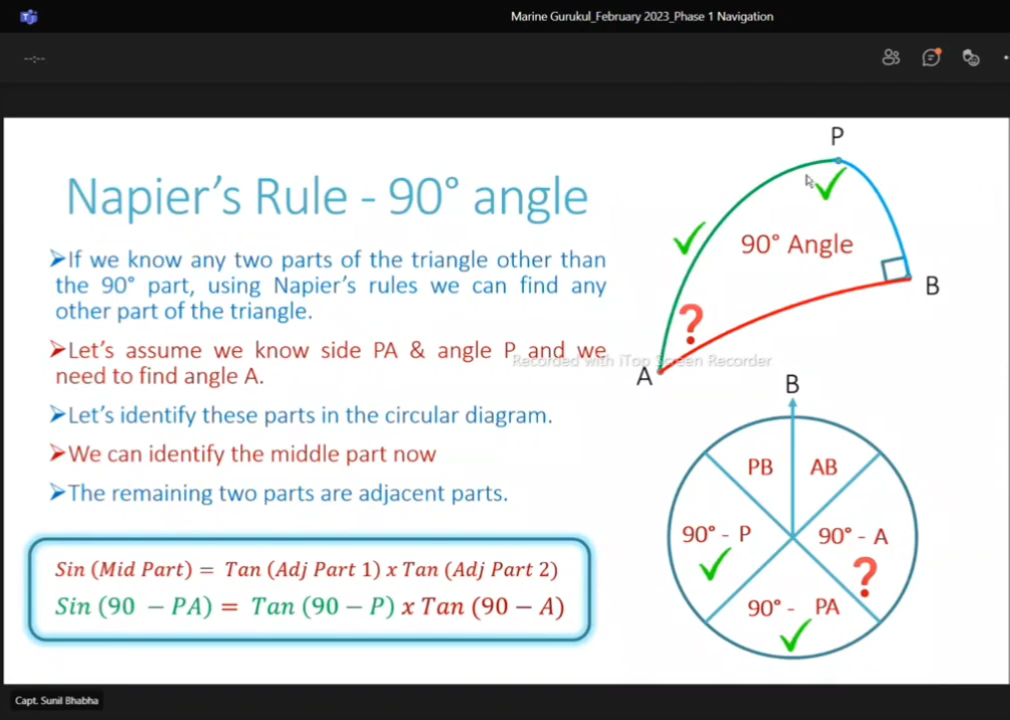 Marine Gurukul_February 2023_Phase 1 Navigation
--:--
Napier's Rule - 90° angle
➢If we know any two parts of the triangle other than
the 90° part, using Napier's rules we can find any
other part of the triangle.
➢Let's assume we know side PA & angle P and we
need to find angle A.
➢Let's identify these parts in the circular diagram.
➢We can identify the middle part now
➢The remaining two parts are adjacent parts.
Sin (Mid Part) = Tan (Adj Part 1) x Tan (Adj Part 2)
Sin (90 − PA) = Tan (90 − P) x Tan (90 − A)
P
90° Angle
B
?
A
Recorded with iTop Screen Recorder
B
PB AB
90° - P 90° - A
?
90° - PA
Capt. Sunil Bhabha